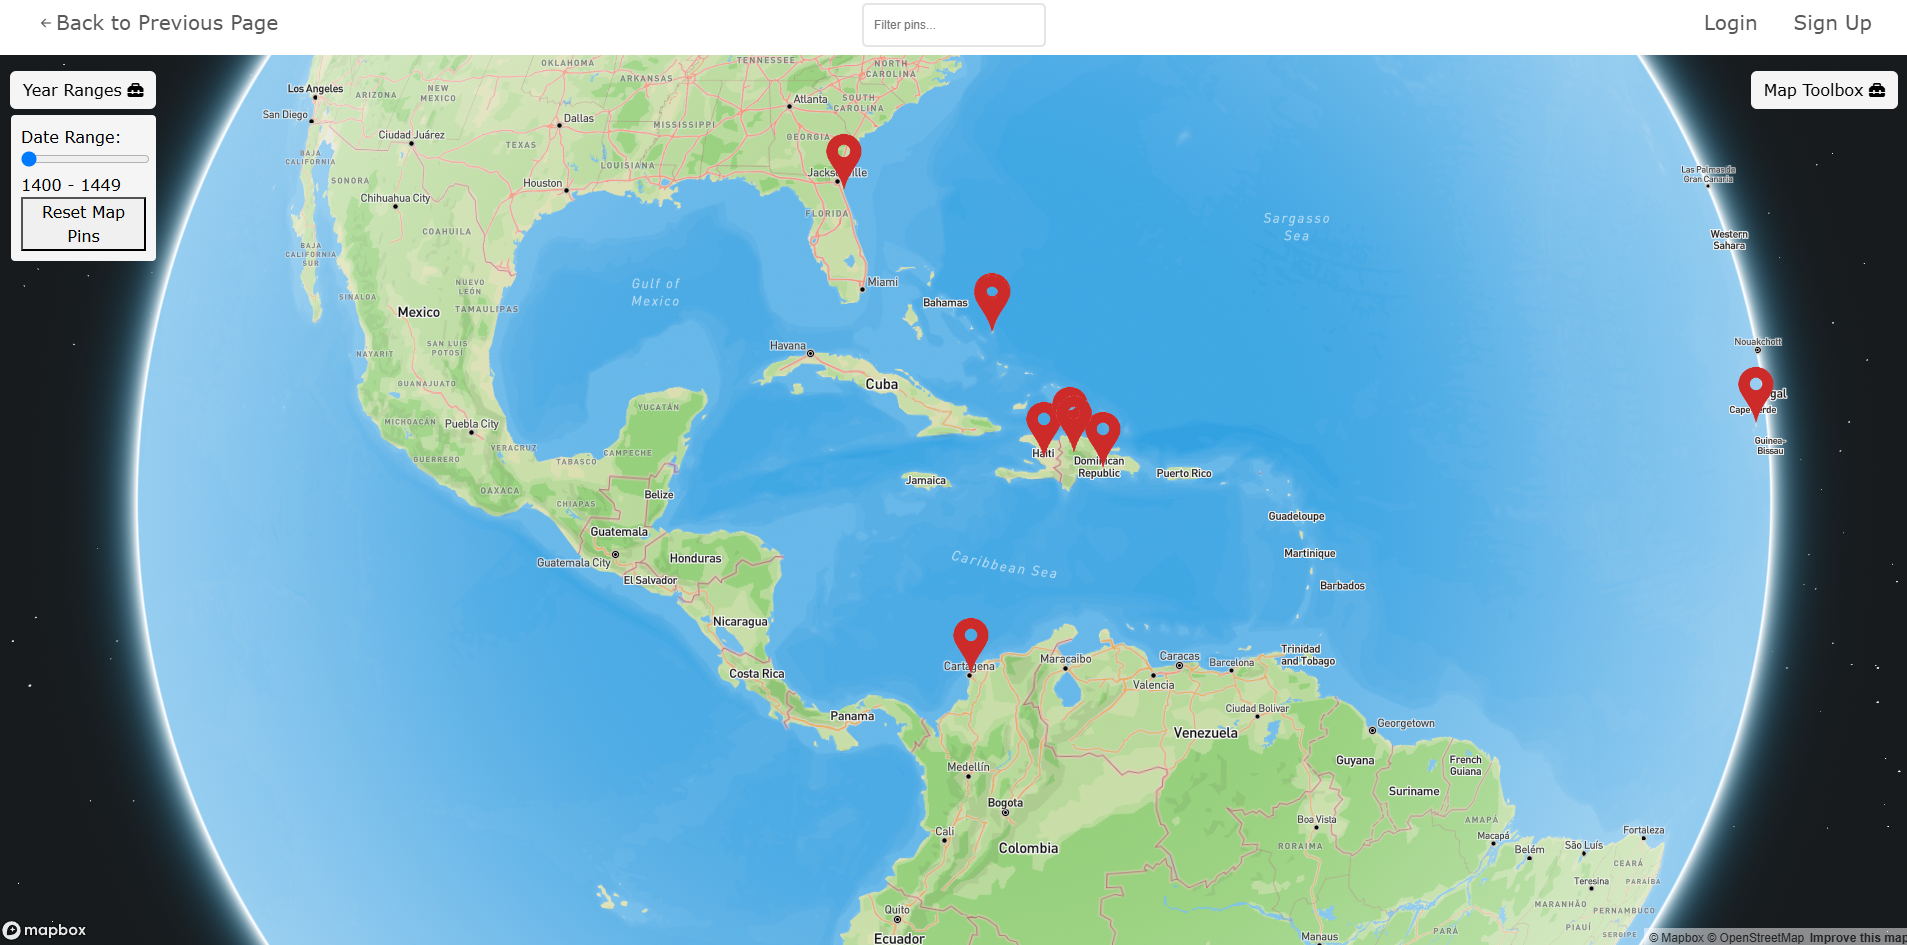 ← Back to Previous Page
Filter pins...
Login
Sign Up
Year Ranges
Date Range:
1400 - 1449
Reset Map
Pins
Map Toolbox
OKLAHOMA
TENNESSEE
NORTH
CAROLINA
ARKANSAS
Los Angeles
ARIZONA
NEW
MEXICO
Atlanta
SOUTH
CAROLINA
San Diego
Dallas
MISSISSIPPI
Ciudad Juárez
GEORGIA
TEXAS
BAJA
CALIFORNIA
LOUISIANA
Las Palmas de
Gran Canaria
SONORA
Houston
Chihuahua City
FLORIDA
Sargasso
Sea
COAHUILA
Western
Sahara
BAJA
CALIFORNIA
SUR
Gulf of
Mexico
NUEVO
LEÓN
Miami
SINALOA
Bahamas
Mexico
TAMAULIPAS
Nouakchott
SAN LUIS
POTOSÍ
Havana
NAYARIT
GUANAJUATO
Cuba
YUCATÁN
Cape Verde
MICHOACÁN
Puebla City
Guinea-
Bissau
VERACRUZ
CAMPECHE
GUERRERO
TABASCO
Haiti
Dominican
Republic
Puerto Rico
Jamaica
OAXACA
Belize
CHIAPAS
Guadeloupe
Guatemala
Martinique
Guatemala City
Honduras
Caribbean Sea
El Salvador
Barbados
Nicaragua
Trinidad
and Tobago
Cartagena
Maracaibo
Caracas
Barcelona
Costa Rica
Valencia
Panama
Ciudad Bolivar
Georgetown
Venezuela
Medellín
Guyana
French
Guiana
Bogota
Suriname
Cali
Boa Vista
AMAPÁ
Macapá
Fortaleza
Colombia
RORAIMA
Belém
São Luís
CEARÁ
Teresina
PARAÍBA
Quito
MARANHÃO
PERNAMBUCO
Ecuador
Manaus
PARÁ
PIAUÍ
SERGIPE
mapbox
© Mapbox © OpenStreetMap Improve this map